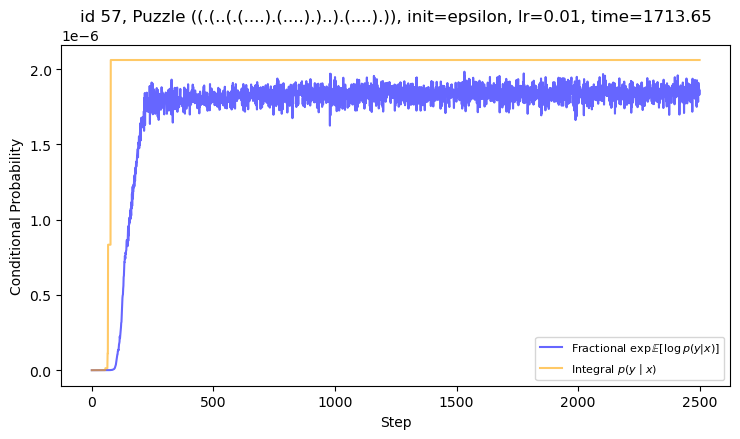 id 57, Puzzle ((.(..(.(....).(....).)..).(....).)), init=epsilon, lr=0.01, time=1713.65
1e−6
2.0
1.5
1.0
0.5
0.0
Conditional Probability
Fractional exp𝔼[log p(y|x)]
Integral p(y | x)
0
500
1000
1500
2000
2500
Step